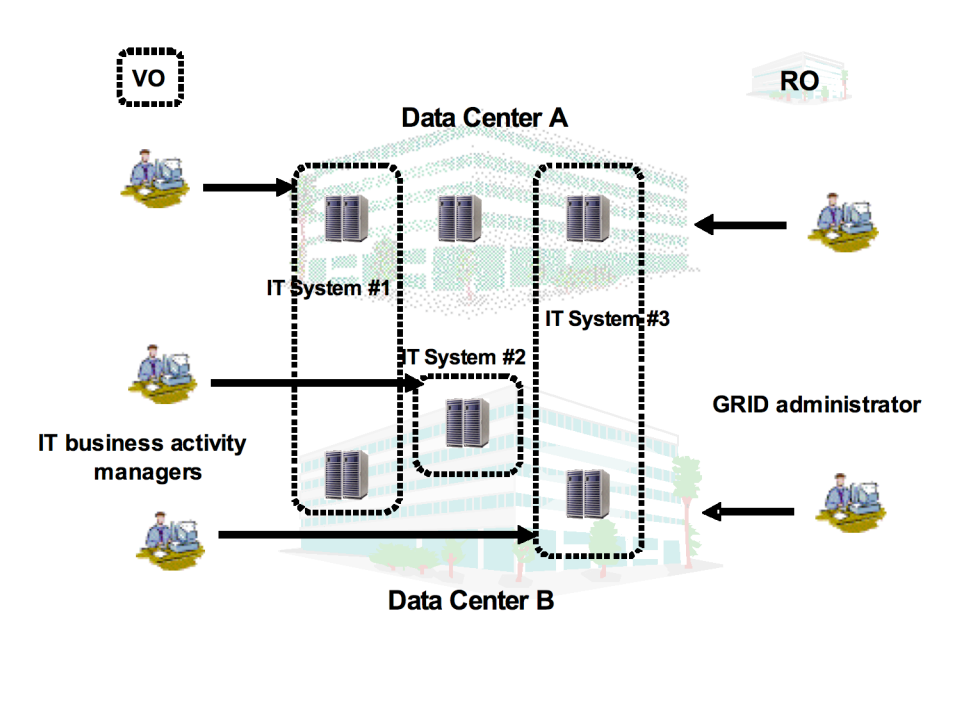 VO
RO
Data Center A
IT System #1
IT System #3
IT System #2
GRID administrator
IT business activity
managers
Data Center B